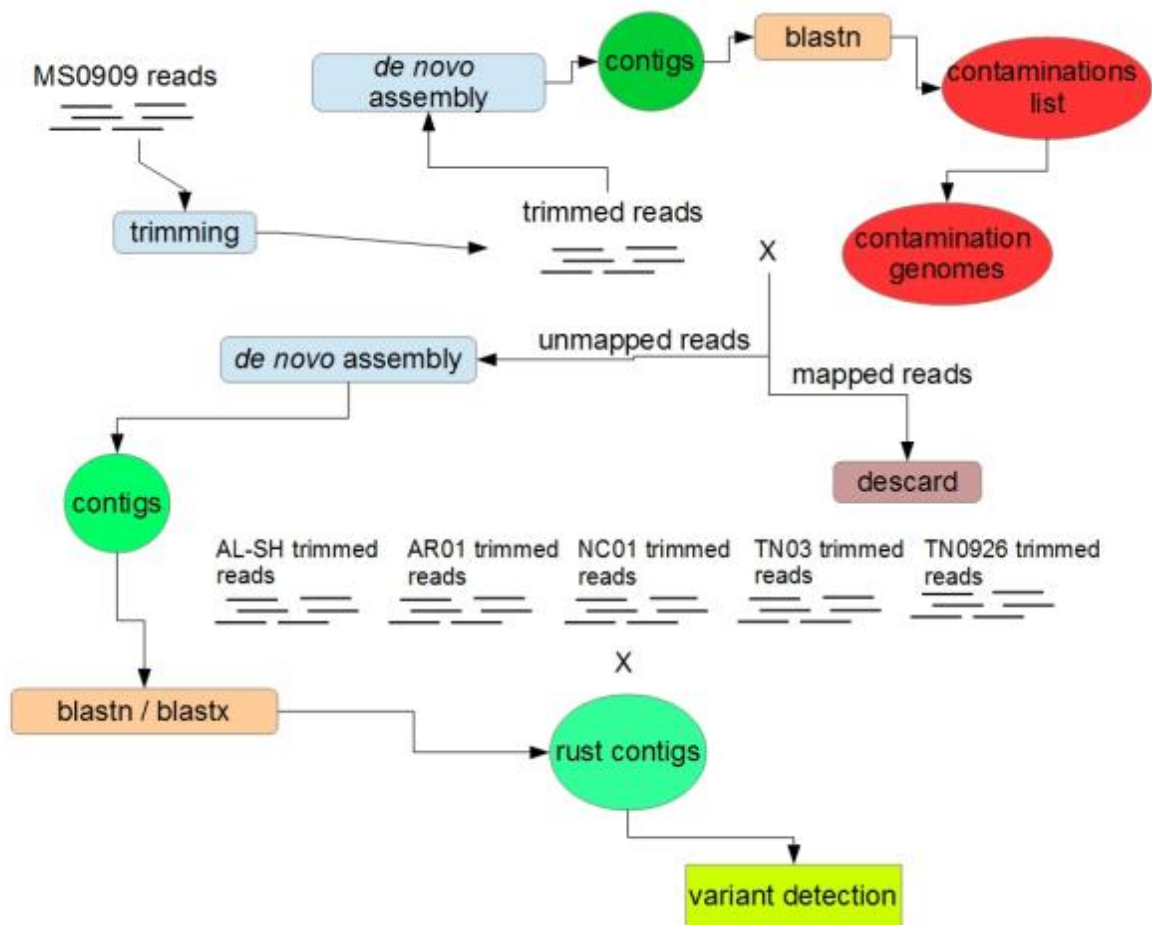 MS0909 reads
trimming
trimmed reads
de novo
assembly
contigs
blastn
contaminations
list
contamination
genomes
X
unmapped reads
mapped reads
descard
de novo assembly
contigs
blastn / blastx
AL-SH trimmed
reads
AR01 trimmed
reads
NC01 trimmed
reads
TN03 trimmed
reads
TN0926 trimmed
reads
X
rust contigs
variant detection